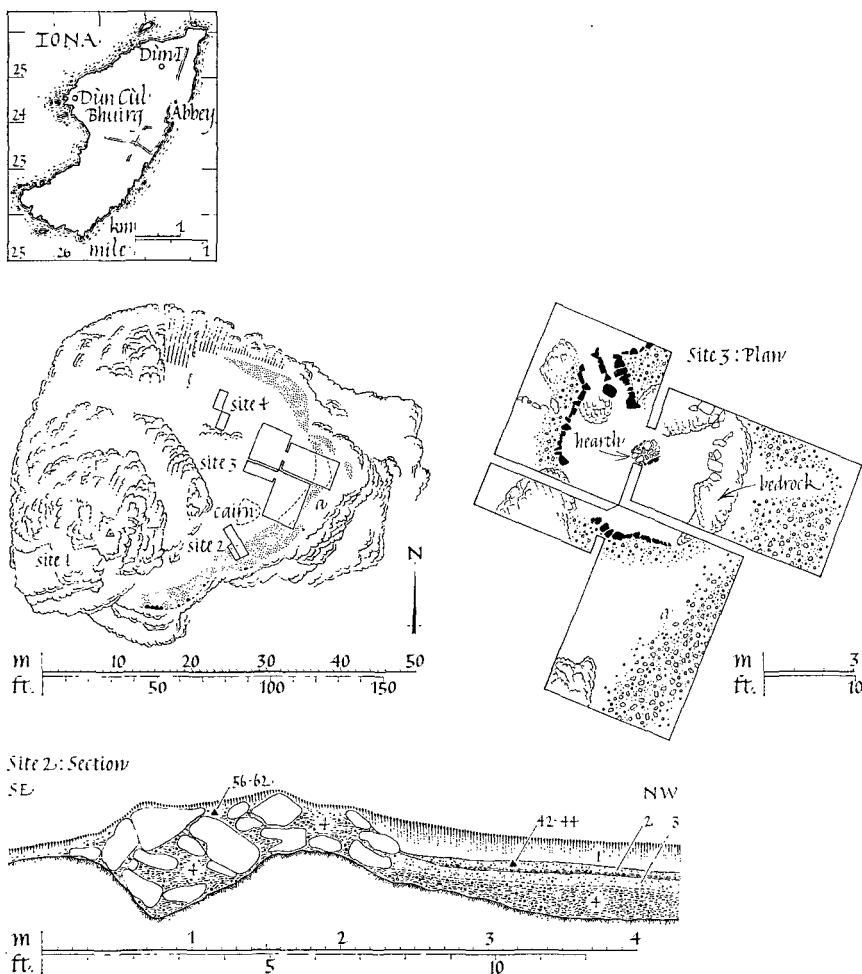 IONA
Dùn I
25
Dùn Cùl
Bhuirg
Abbey
24
23
km 1
25 26 mile 1
site 4
site 3
a
cairn
site 2
site 1
N
m 10 20 30 40 50
ft. 50 100 150
Site 3: Plan
hearth
bedrock
a
m 3
ft. 10
Site 2: Section
SE
NW
56-62
42-44
2 3
4
1
4
4
m 1 2 3 4
ft. 5 10